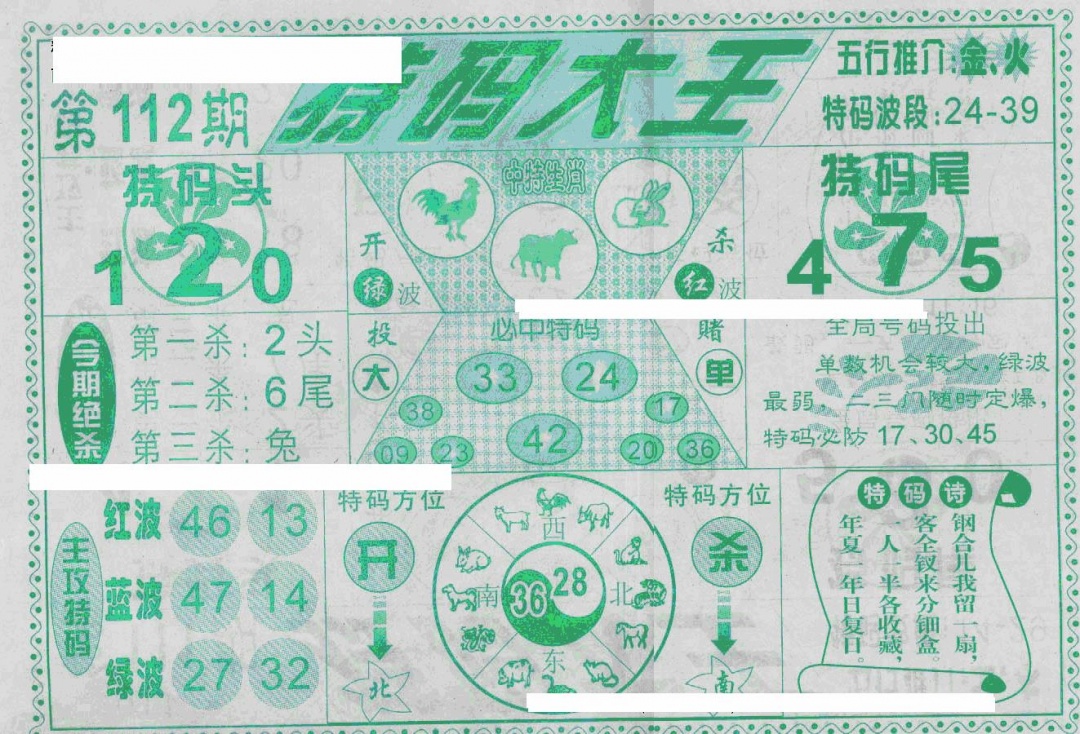 特码大王
第112期
五行推介:金、火
特码波段:24-39
特码头
1 2 0
中特生肖
开
绿波
杀
红波
特码尾
4 7 5
今期绝杀
第一杀:2头
第二杀:6尾
第三杀:兔
投
大
必中特码
33 24
38 17
42
09 23 20 36
赌
单
全局号码投出
单数机会较大,绿波
最弱、一二三门随时定爆,
特码必防 17、30、45
主攻特码
红波 46 13
蓝波 47 14
绿波 27 32
特码方位
开
北
西
南
北
东
36 28
特码方位
杀
南
特码诗
钢合儿我留一扇,
客全钗来分钿盒。
人半各收藏,
年夏一年日复日。